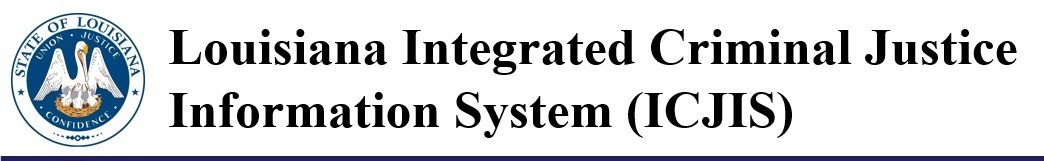 STATE OF LOUISIANA
UNION · JUSTICE
CONFIDENCE
Louisiana Integrated Criminal Justice
Information System (ICJIS)